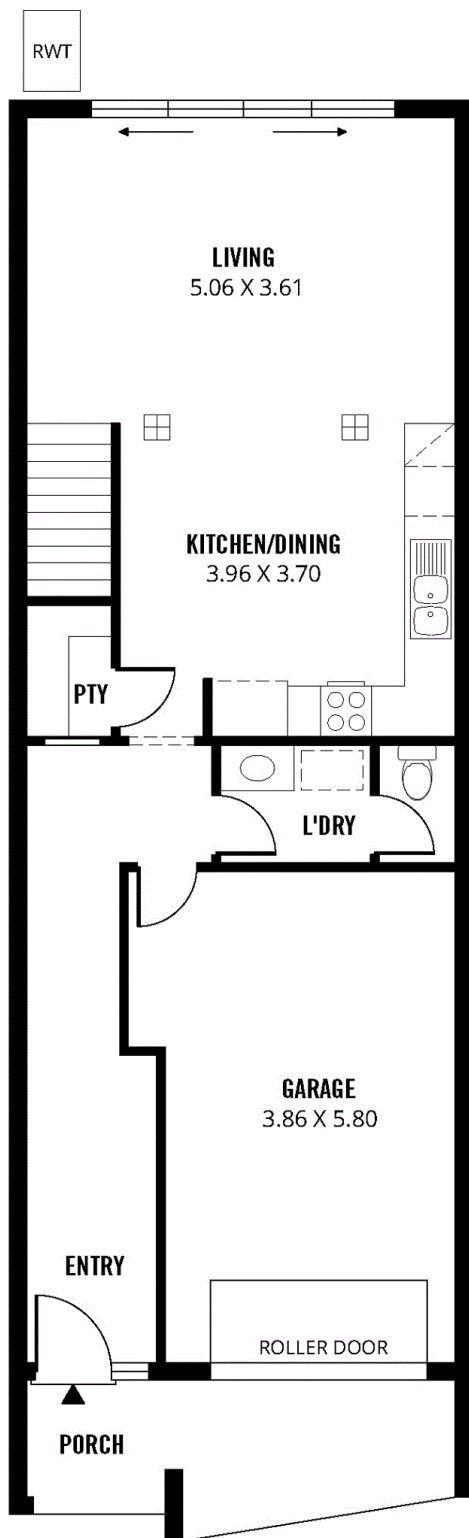 RWT
LIVING
5.06 X 3.61
KITCHEN/DINING
3.96 X 3.70
PTY
L'DRY
GARAGE
3.86 X 5.80
ENTRY
ROLLER DOOR
PORCH